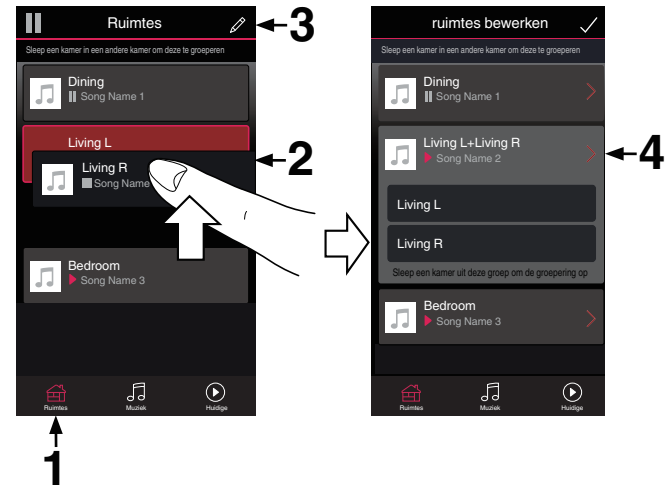 Ruimtes
3
Sleep een kamer in een andere kamer om deze te groeperen
Dining
Song Name 1
Living L
Living R
Song Name
2
Bedroom
Song Name 3
Ruimtes
Muziek
Huidige
1
ruimtes bewerken
Sleep een kamer in een andere kamer om deze te groeperen
Dining
Song Name 1
Living L+Living R
Song Name 2
4
Living L
Living R
Sleep een kamer uit deze groep om de groepering op
Bedroom
Song Name 3
Ruimtes
Muziek
Huidige